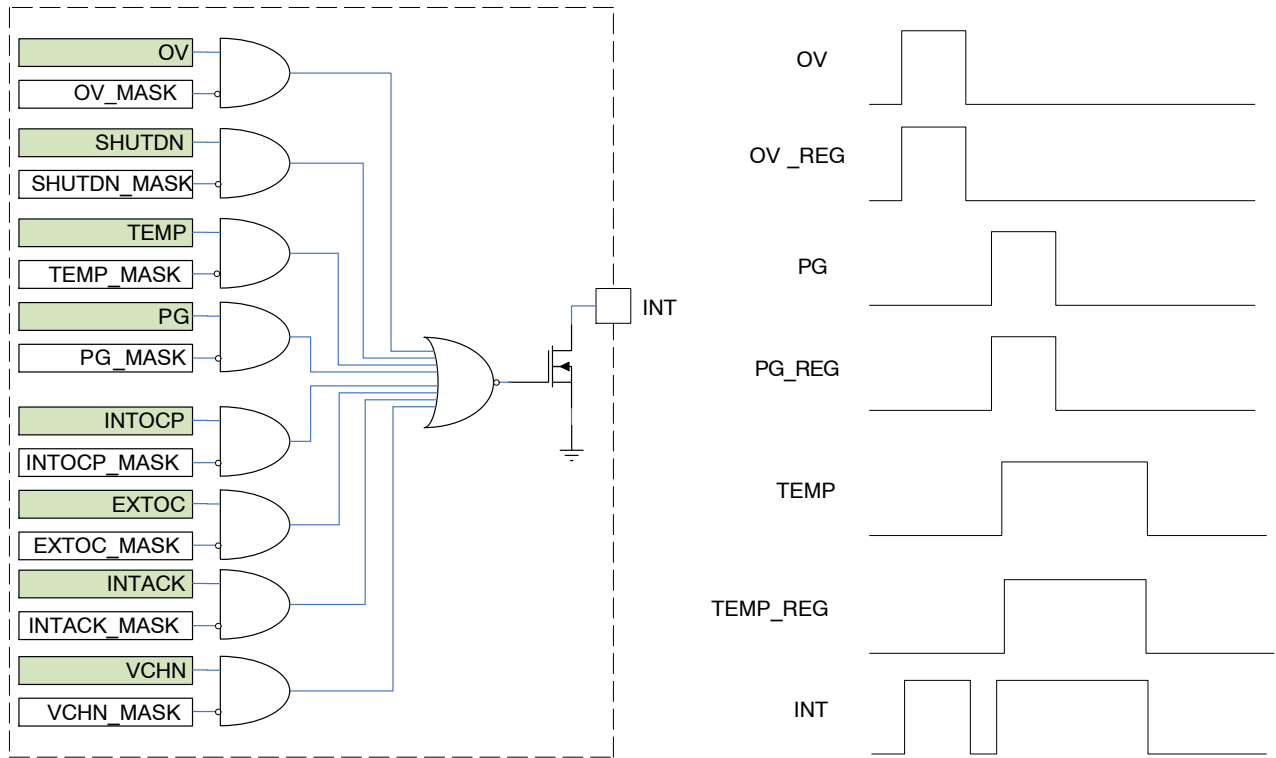 OV
OV_MASK
SHUTDN
SHUTDN_MASK
TEMP
TEMP_MASK
PG
PG_MASK
INTOCP
INTOCP_MASK
EXTOC
EXTOC_MASK
INTACK
INTACK_MASK
VCHN
VCHN_MASK
INT
OV
OV _REG
PG
PG_REG
TEMP
TEMP_REG
INT